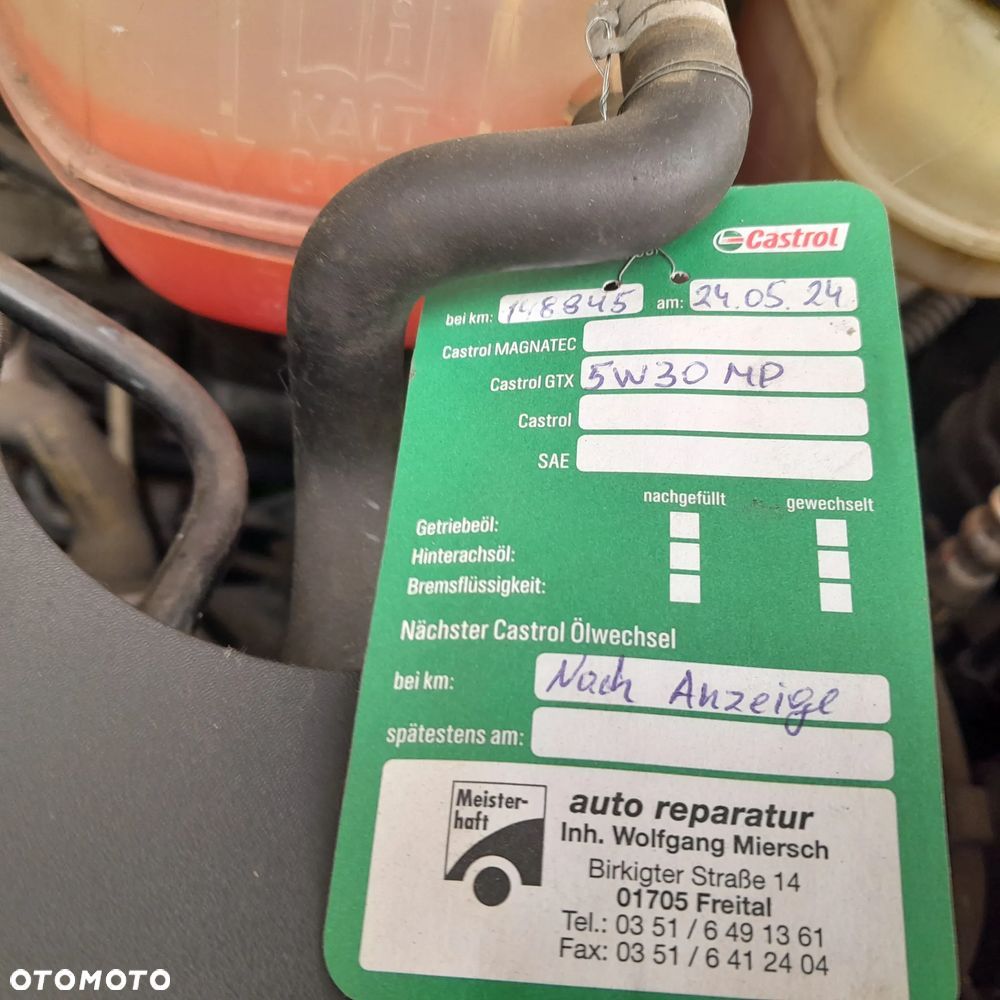 KALT
Castrol
bei km: 148845 am: 24.05.24
Castrol MAGNATEC
Castrol GTX 5W30 MP
Castrol
SAE
nachgefüllt gewechselt
Getriebeöl:
Hinterachsöl:
Bremsflüssigkeit:
Nächster Castrol Ölwechsel
bei km: Nach Anzeige
spätestens am:
Meister-
haft
auto reparatur
Inh. Wolfgang Miersch
Birkigter Straße 14
01705 Freital
Tel.: 03 51 / 6 49 13 61
Fax: 03 51 / 6 41 24 04
OTOMOTO